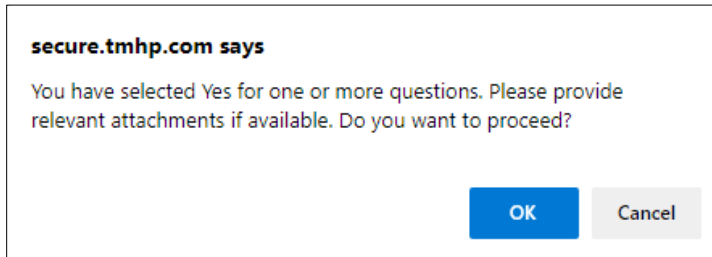 secure.tmhp.com says
You have selected Yes for one or more questions. Please provide
relevant attachments if available. Do you want to proceed?
OK
Cancel